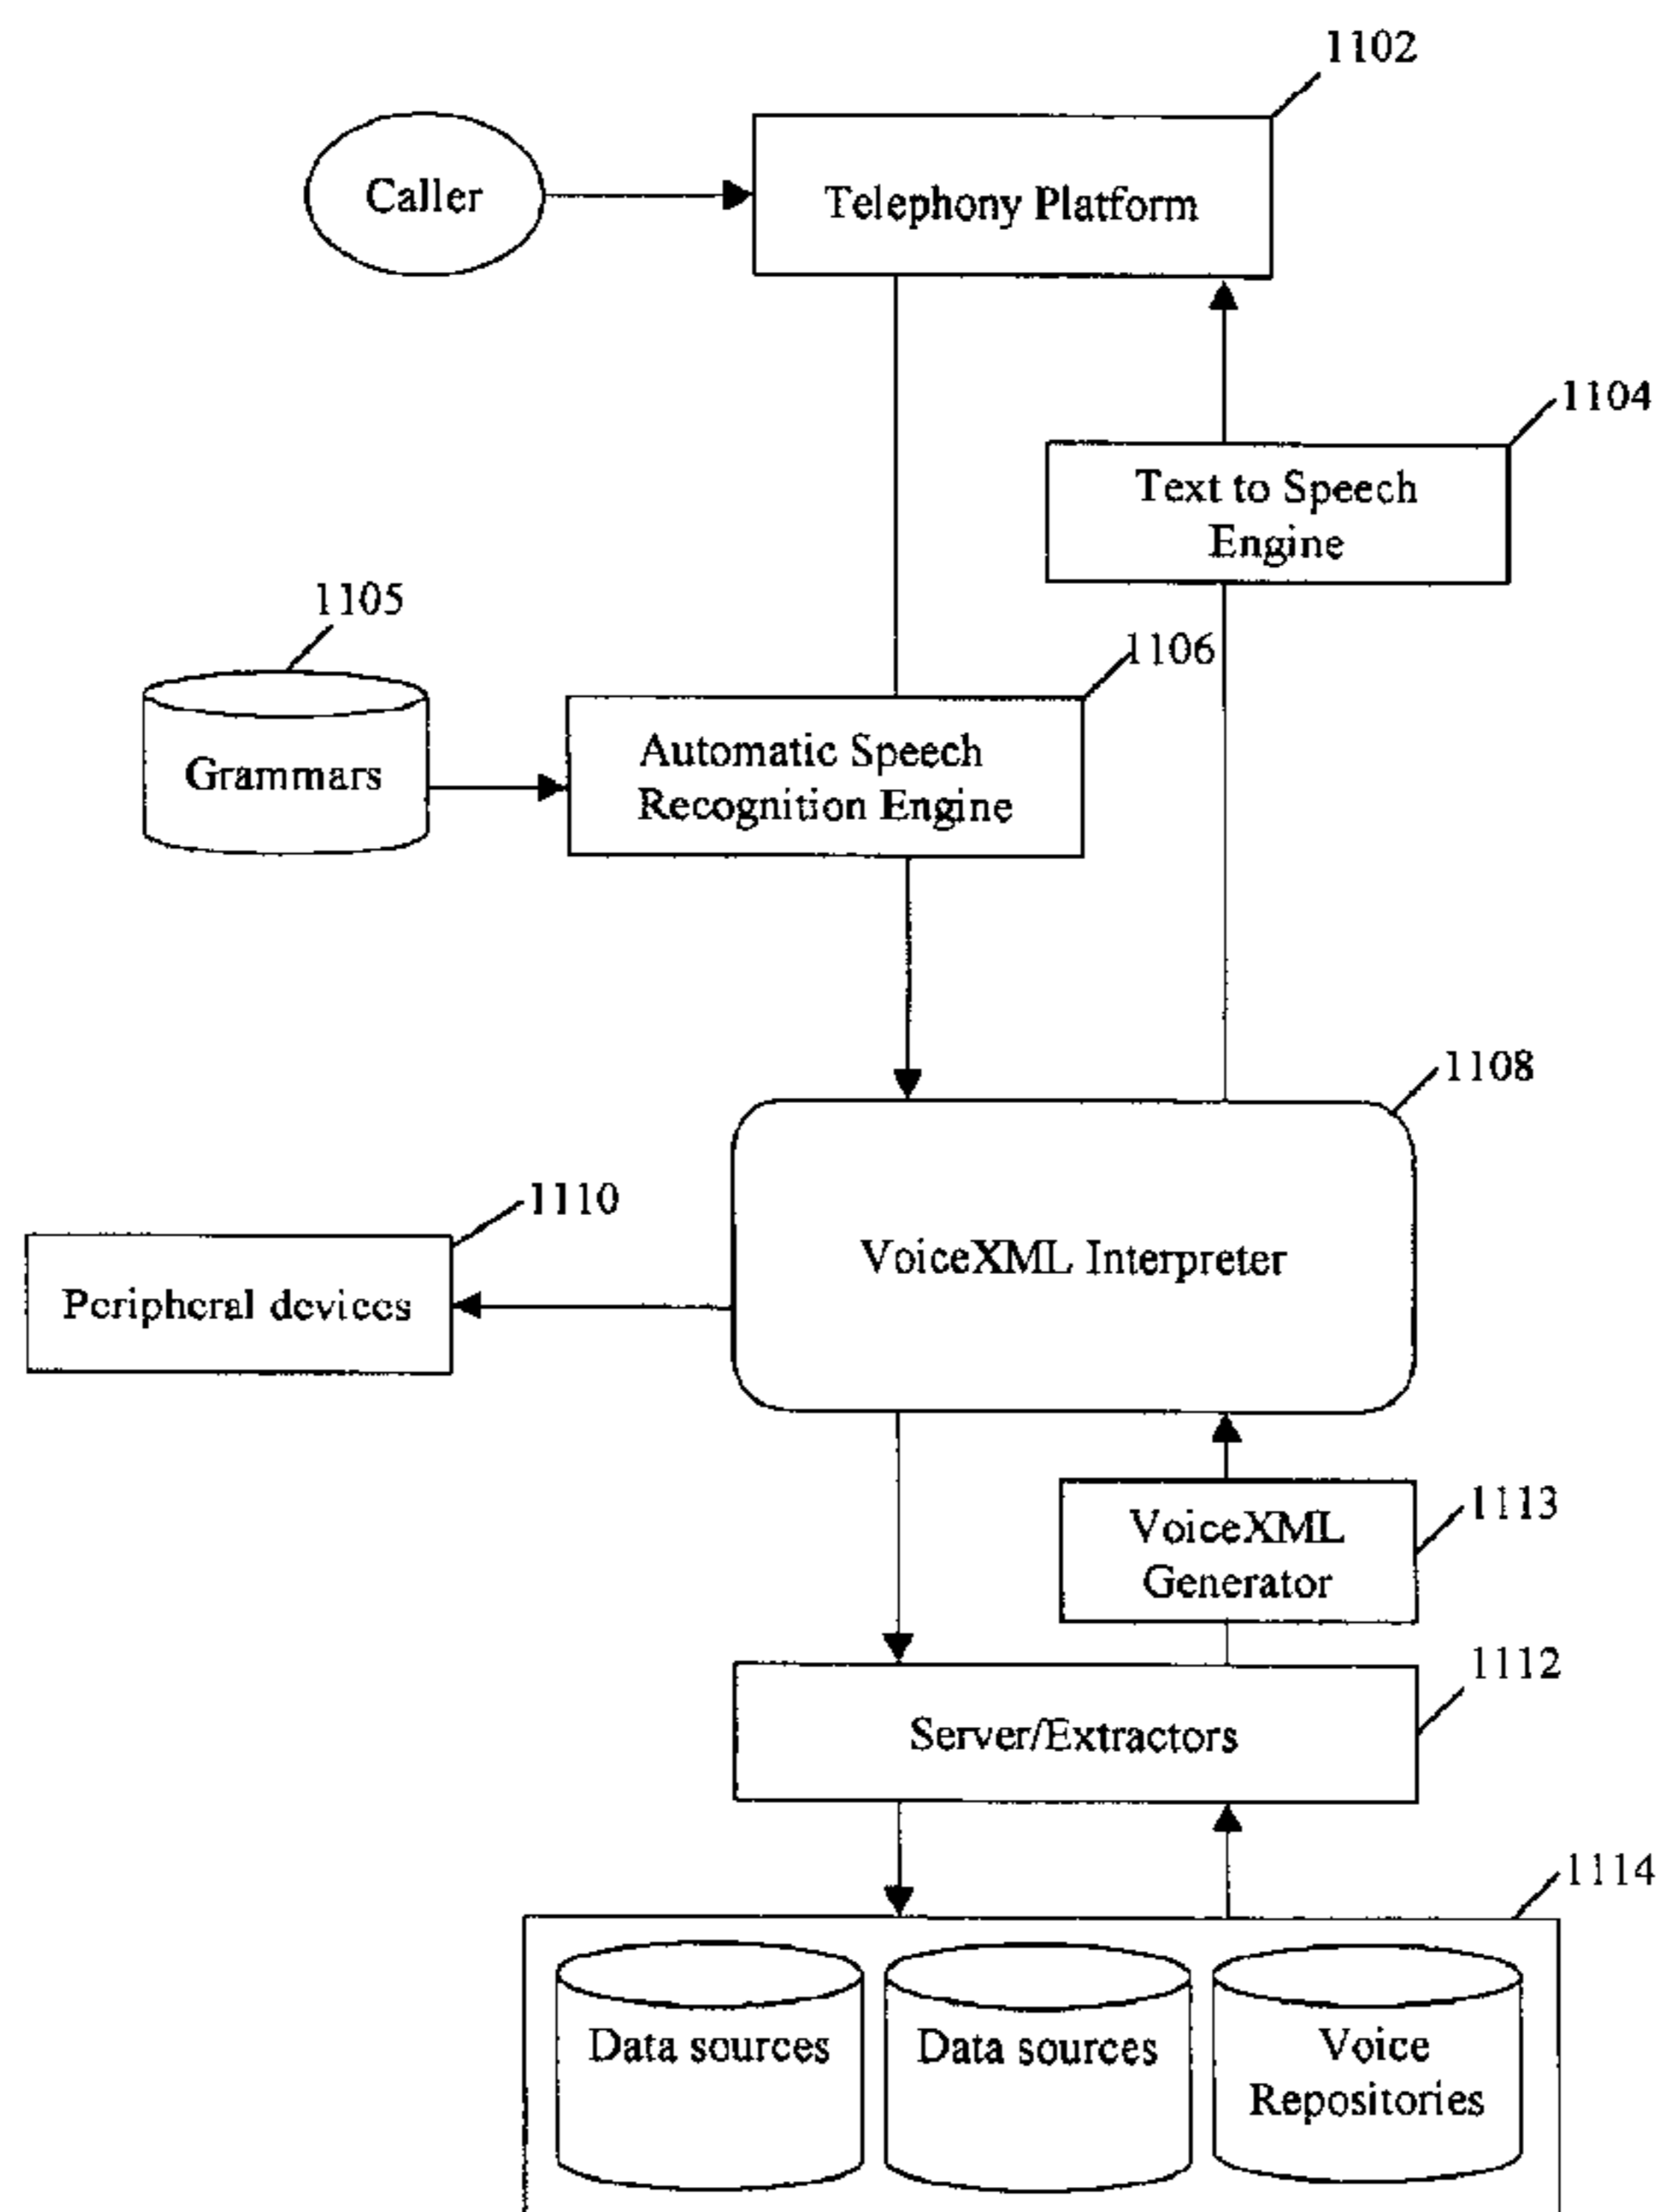 1102
Caller
Telephony Platform
1104
Text to Speech
Engine
1105
1106
Grammars
Automatic Speech
Recognition Engine
1108
1110
VoiceXML Interpreter
Peripheral devices
1113
VoiceXML
Generator
1112
Server/Extractors
1114
Data sources
Data sources
Voice
Repositories